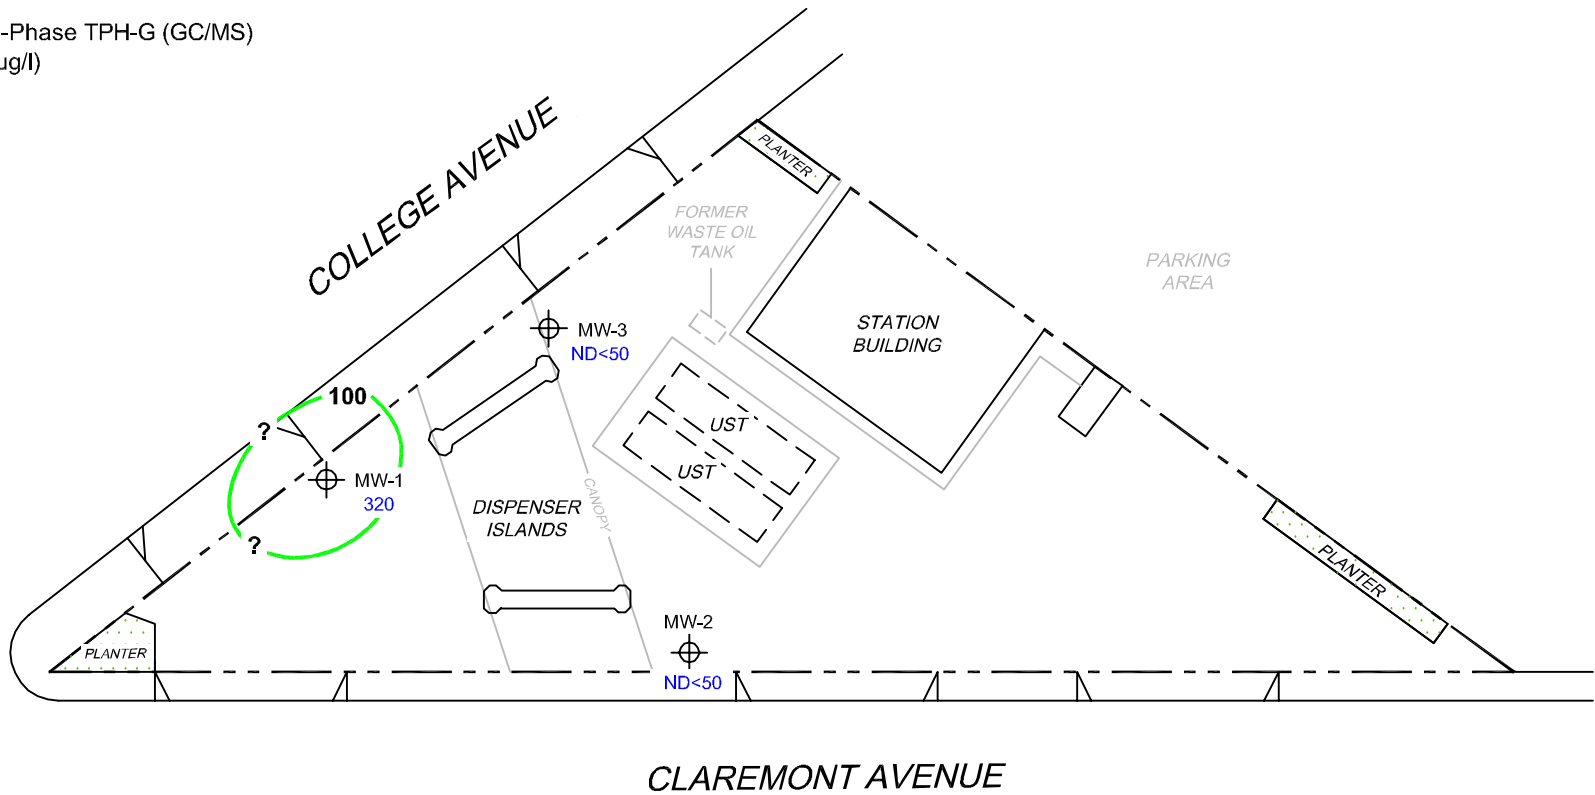 -Phase TPH-G (GC/MS)
µg/l)
COLLEGE AVENUE
PLANTER
FORMER
WASTE OIL
TANK
PARKING
AREA
STATION
BUILDING
MW-3
ND<50
100
?
UST
UST
MW-1
320
CANOPY
DISPENSER
ISLANDS
?
PLANTER
MW-2
ND<50
PLANTER
CLAREMONT AVENUE